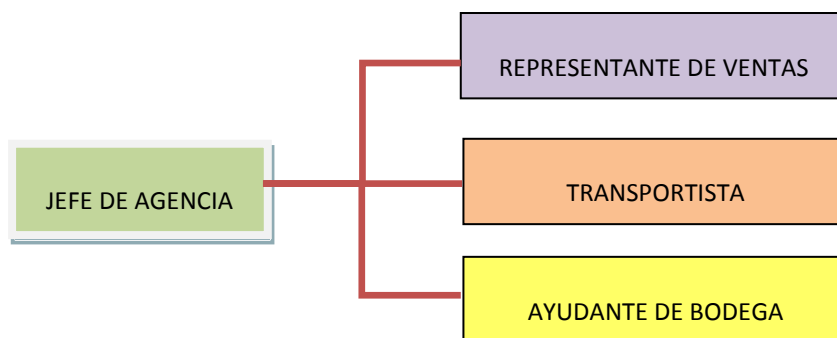 REPRESENTANTE DE VENTAS
JEFE DE AGENCIA
TRANSPORTISTA
AYUDANTE DE BODEGA